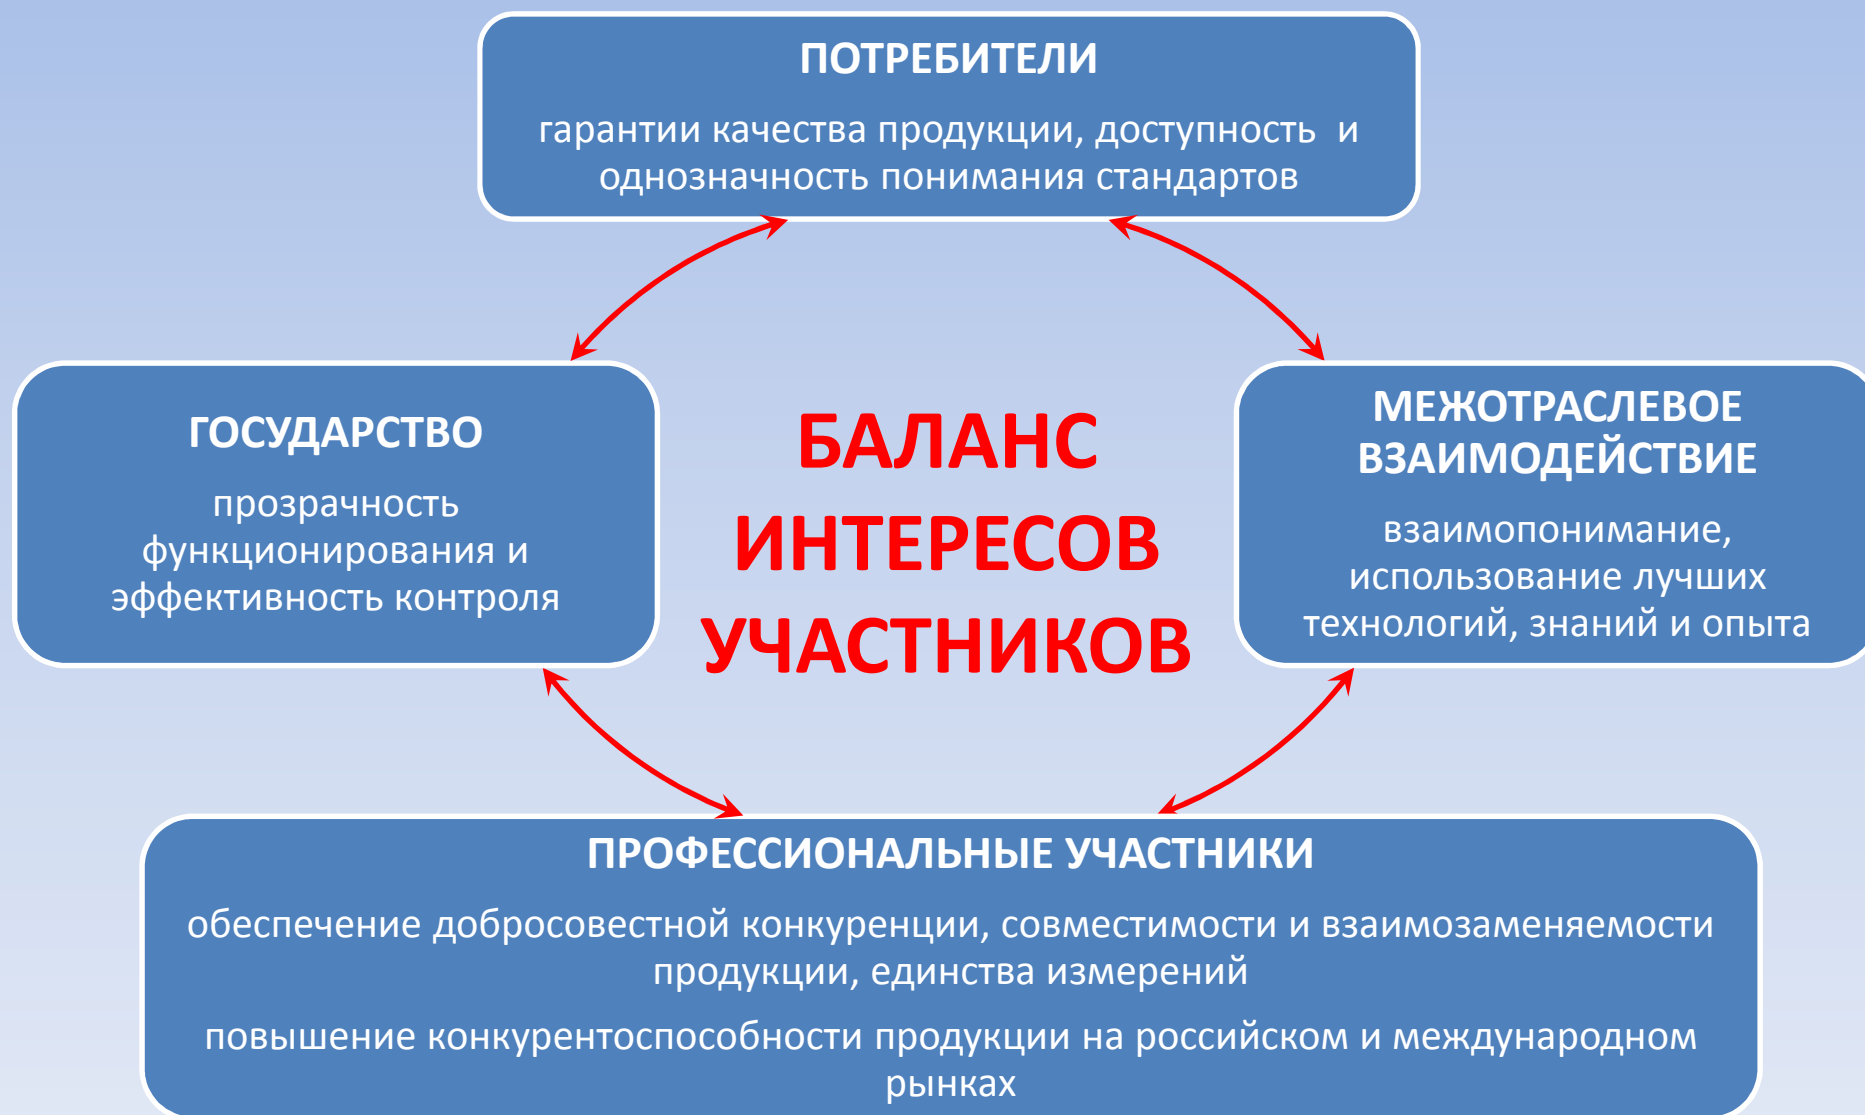 ПОТРЕБИТЕЛИ
гарантии качества продукции, доступность и
однозначность понимания стандартов
ГОСУДАРСТВО
прозрачность
функционирования и
эффективность контроля
БАЛАНС
ИНТЕРЕСОВ
УЧАСТНИКОВ
МЕЖОТРАСЛЕВОЕ
ВЗАИМОДЕЙСТВИЕ
взаимопонимание,
использование лучших
технологий, знаний и опыта
ПРОФЕССИОНАЛЬНЫЕ УЧАСТНИКИ
обеспечение добросовестной конкуренции, совместимости и взаимозаменяемости
продукции, единства измерений
повышение конкурентоспособности продукции на российском и международном
рынках